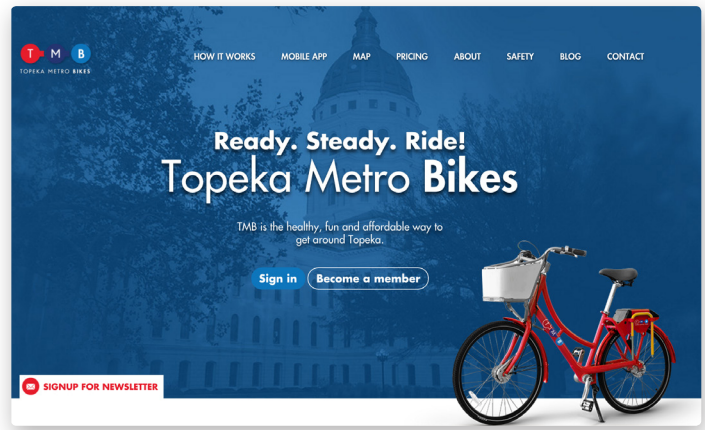 T M B
TOPEKA METRO BIKES
HOW IT WORKS
MOBILE APP
MAP
PRICING
ABOUT
SAFETY
BLOG
CONTACT
Ready. Steady. Ride!
Topeka Metro Bikes
TMB is the healthy, fun and affordable way to
get around Topeka.
Sign in
Become a member
SIGNUP FOR NEWSLETTER